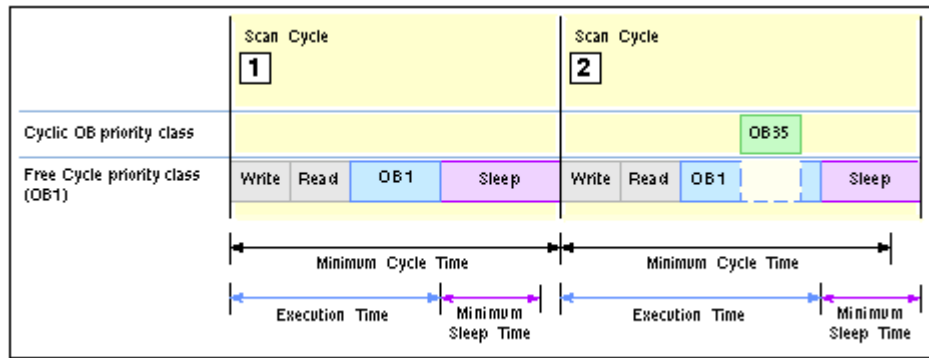 Scan Cycle
Scan Cycle
1
2
Cyclic OB priority class
OB35
Free Cycle priority class
(OB1)
Write
Read
OB1
Sleep
Write
Read
OB1
Sleep
Minimum Cycle Time
Minimum Cycle Time
Execution Time
Minimum
Sleep Time
Execution Time
Minimum
Sleep Time